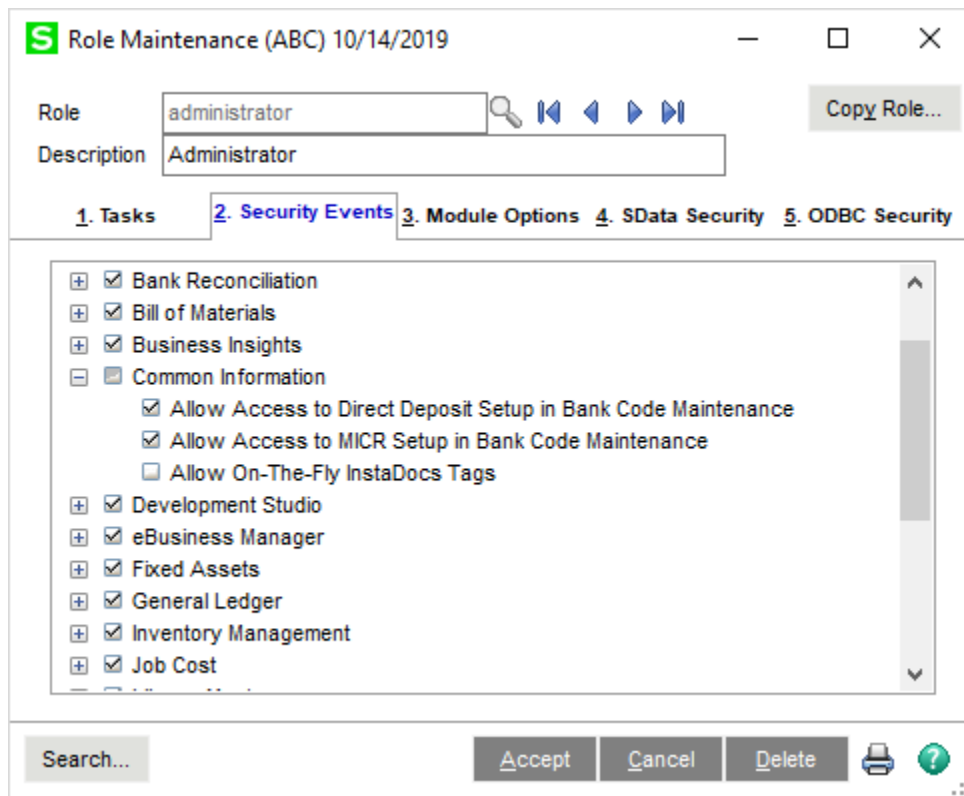 S Role Maintenance (ABC) 10/14/2019
Role administrator Copy Role...
Description Administrator
1. Tasks 2. Security Events 3. Module Options 4. SData Security 5. ODBC Security
Bank Reconciliation
Bill of Materials
Business Insights
Common Information
Allow Access to Direct Deposit Setup in Bank Code Maintenance
Allow Access to MICR Setup in Bank Code Maintenance
Allow On-The-Fly InstaDocs Tags
Development Studio
eBusiness Manager
Fixed Assets
General Ledger
Inventory Management
Job Cost
Search... Accept Cancel Delete ?